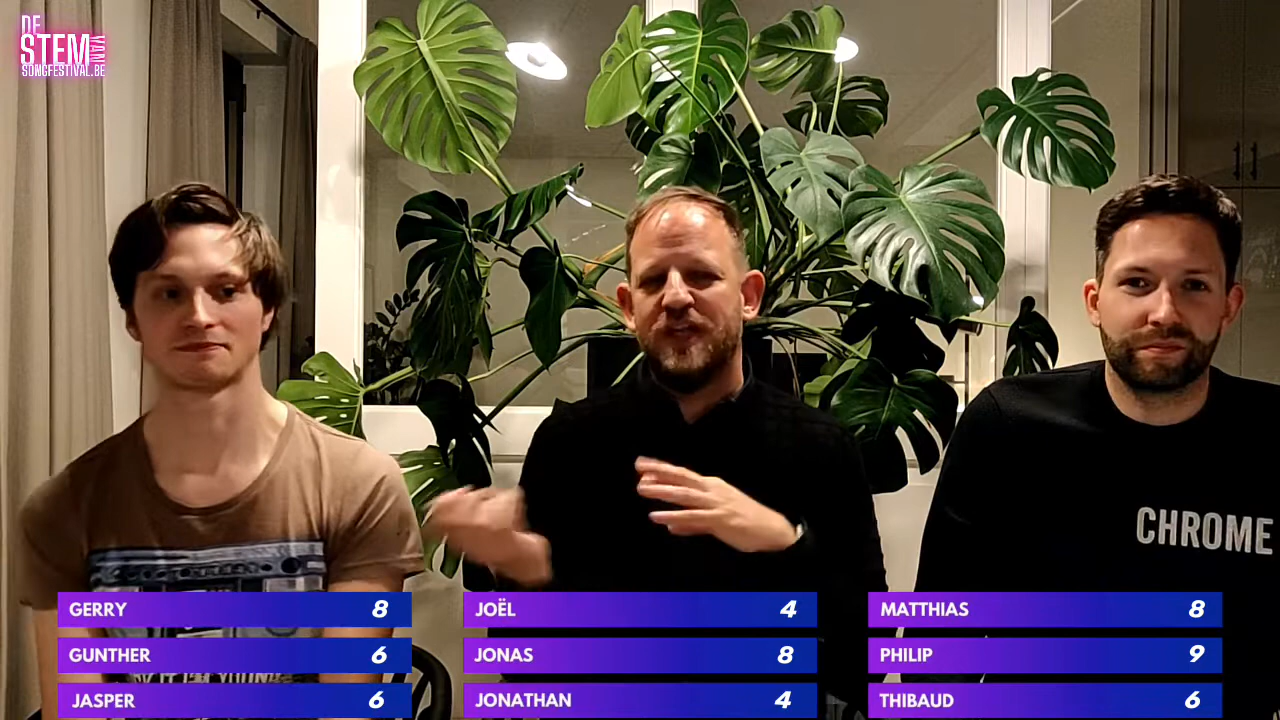 DE
STEM
VAN
SONGFESTIVAL.BE
CHROME
GERRY 8
JOËL 4
MATTHIAS 8
GUNTHER 6
JONAS 8
PHILIP 9
JASPER 6
JONATHAN 4
THIBAUD 6